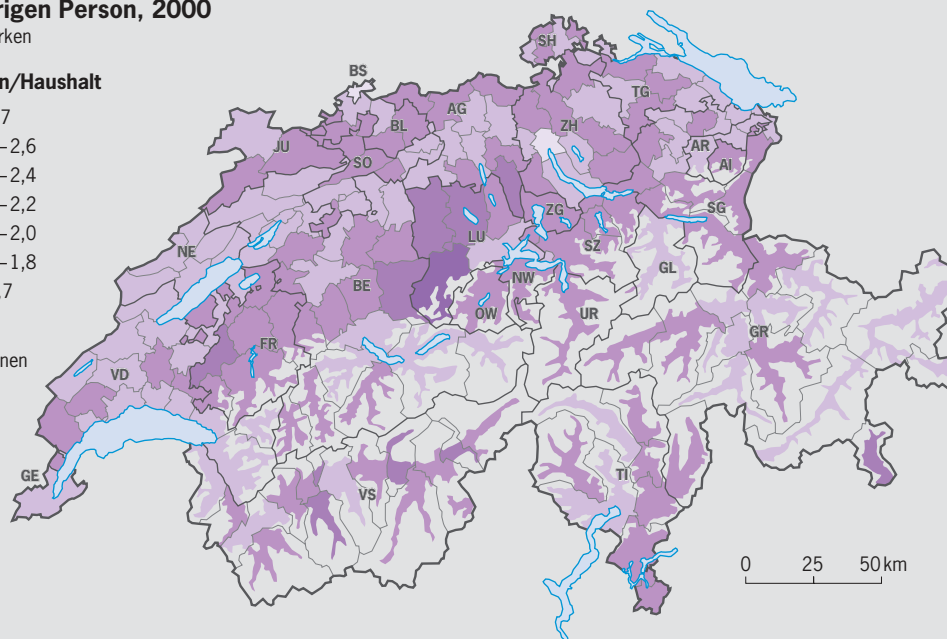 rigen Person, 2000
rken
n/Haushalt
7
– 2,6
– 2,4
– 2,2
– 2,0
– 1,8
,7
nen
SH
BS
TG
BL
AG
ZH
JU
SO
AR
AI
SG
ZG
LU
SZ
NE
GL
NW
BE
OW
UR
GR
FR
VD
TI
GE
VS
0 25 50 km